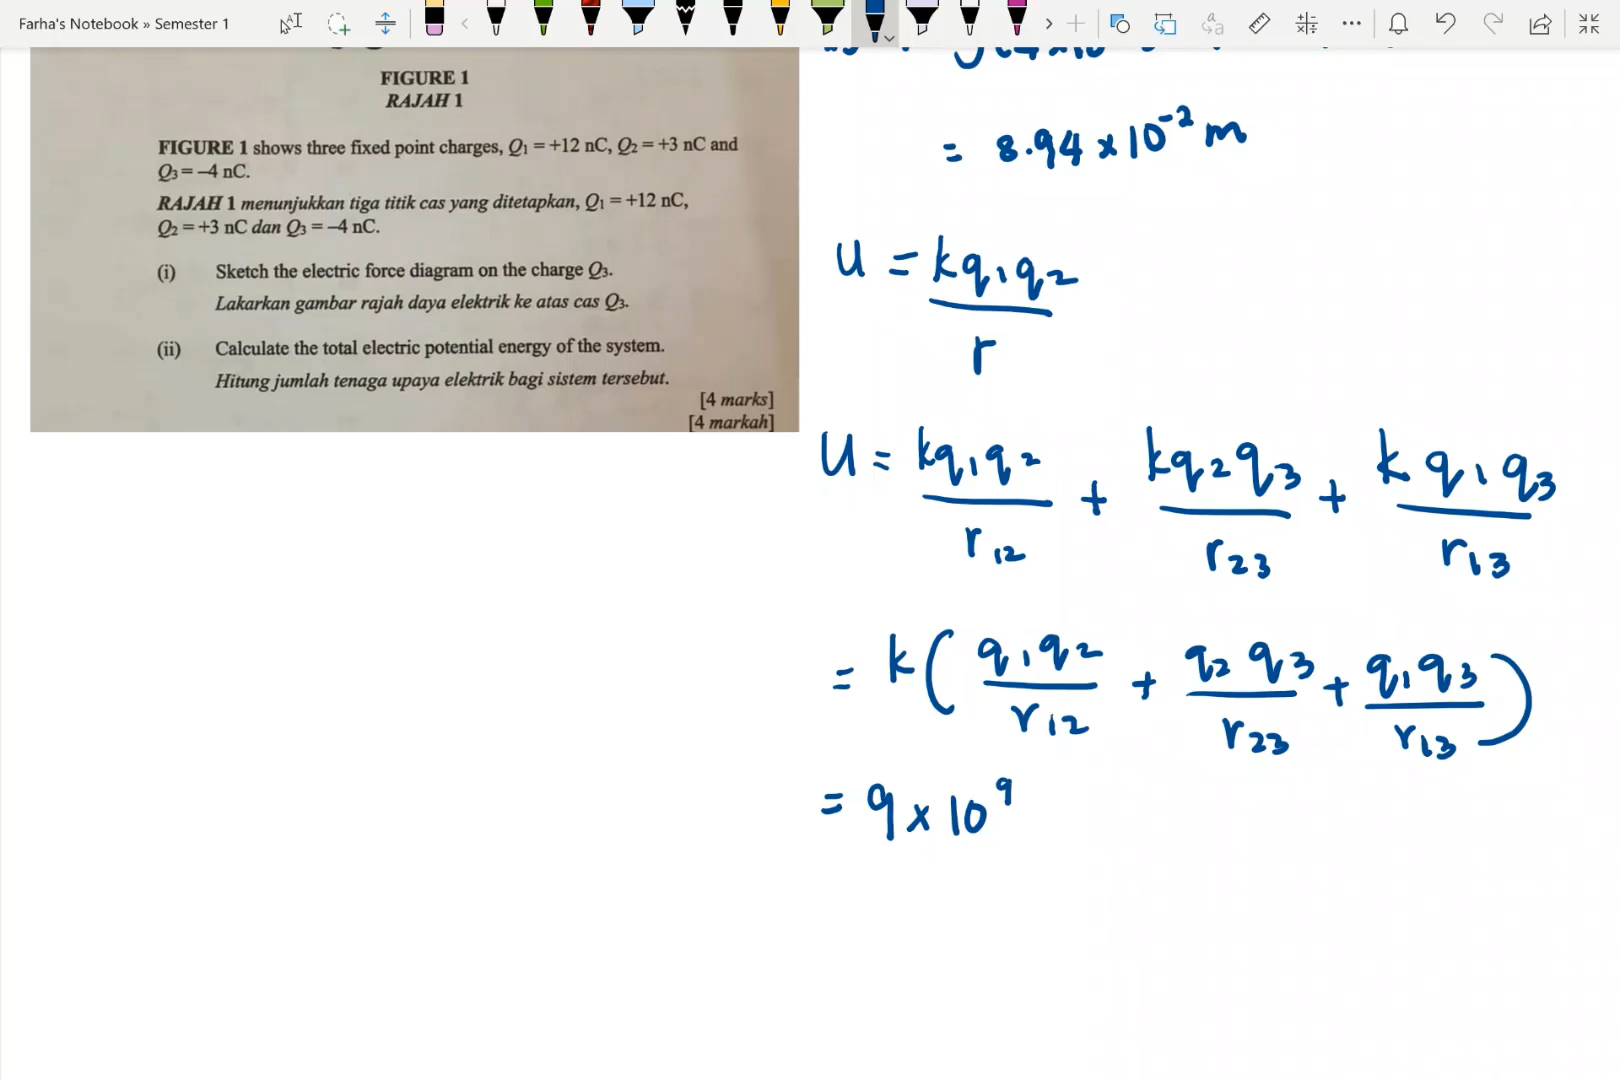 Farha's Notebook » Semester 1
FIGURE 1
RAJAH 1
FIGURE 1 shows three fixed point charges, Q₁ = +12 nC, Q₂ = +3 nC and
Q₃ = –4 nC.
RAJAH 1 menunjukkan tiga titik cas yang ditetapkan, Q₁ = +12 nC,
Q₂ = +3 nC dan Q₃ = –4 nC.
(i) Sketch the electric force diagram on the charge Q₃.
Lakarkan gambar rajah daya elektrik ke atas cas Q₃.
(ii) Calculate the total electric potential energy of the system.
Hitung jumlah tenaga upaya elektrik bagi sistem tersebut.
[4 marks]
[4 markah]
= 8.94 × 10⁻² m
U = kq₁q₂ / r
U = kq₁q₂ / r₁₂ + kq₂q₃ / r₂₃ + kq₁q₃ / r₁₃
= k( q₁q₂ / r₁₂ + q₂q₃ / r₂₃ + q₁q₃ / r₁₃ )
= 9 × 10⁹